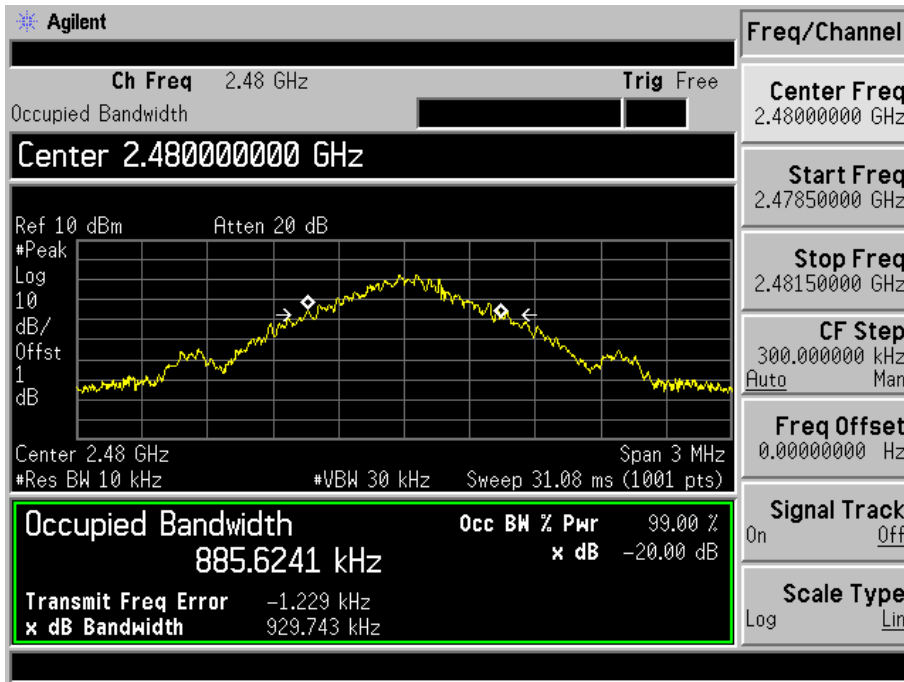 Agilent
Freq/Channel
Ch Freq 2.48 GHz Trig Free
Occupied Bandwidth
Center 2.480000000 GHz
Ref 10 dBm Atten 20 dB
#Peak
Log
10
dB/
Offst
1
dB
Center 2.48 GHz Span 3 MHz
#Res BW 10 kHz #VBW 30 kHz Sweep 31.08 ms (1001 pts)
Occupied Bandwidth Occ BW % Pwr 99.00 %
885.6241 kHz x dB -20.00 dB
Transmit Freq Error -1.229 kHz
x dB Bandwidth 929.743 kHz
Center Freq
2.48000000 GHz
Start Freq
2.47850000 GHz
Stop Freq
2.48150000 GHz
CF Step
300.000000 kHz
Auto Man
Freq Offset
0.00000000 Hz
Signal Track
On Off
Scale Type
Log Lin